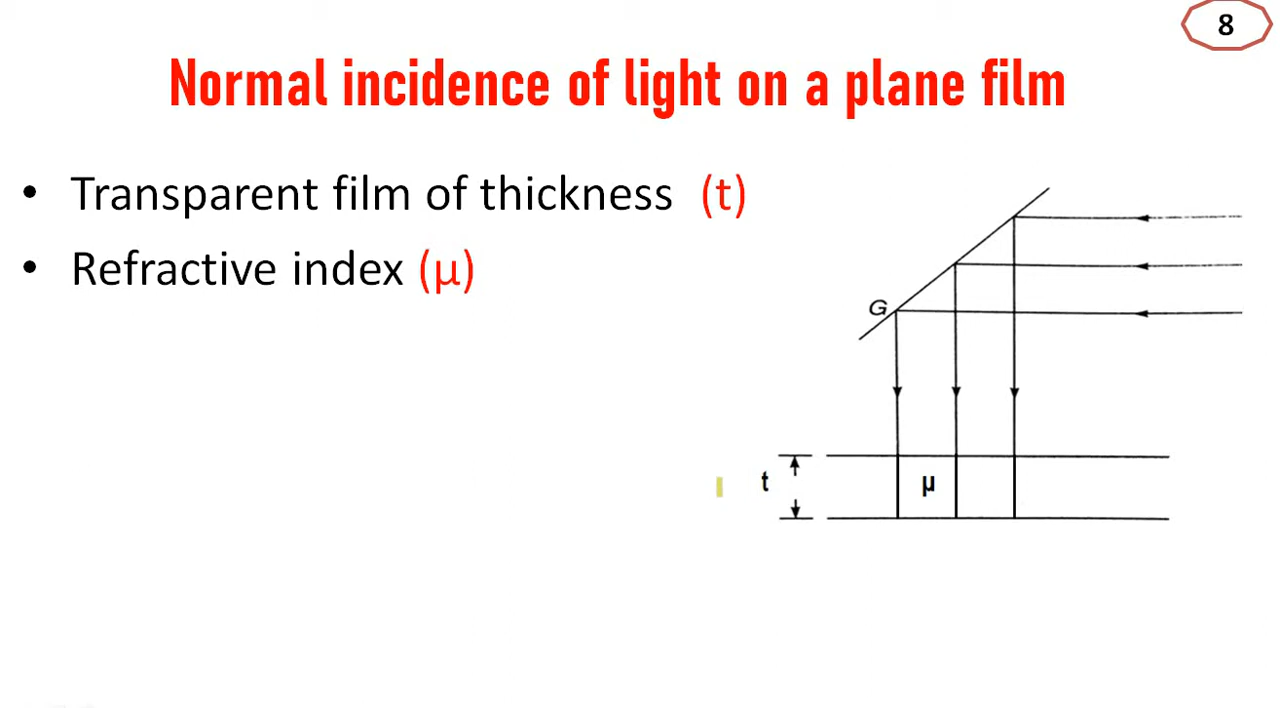 8
Normal incidence of light on a plane film
• Transparent film of thickness (t)
• Refractive index (μ)
G
t
μ